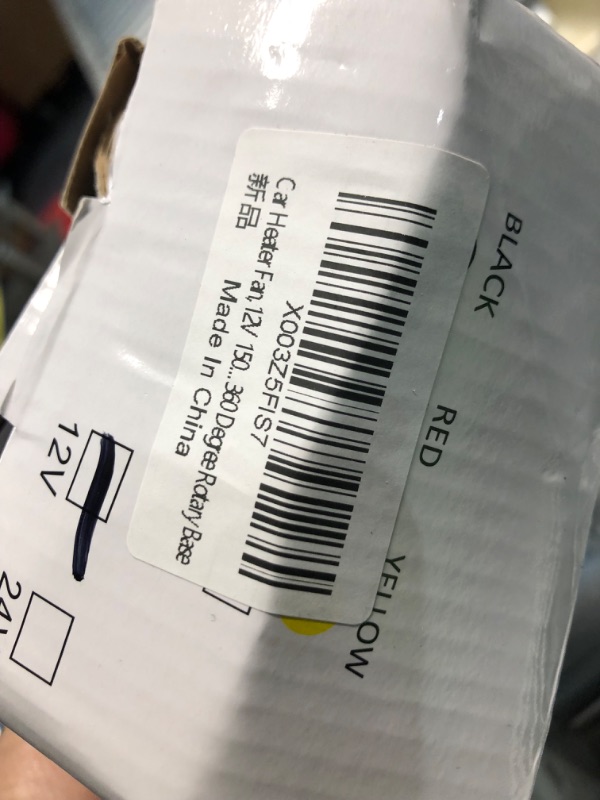 BLACK
RED
YELLOW
X003Z5FIS7
Car Heater Fan, 12V 150... 360 Degree Rotary Base
新品
Made In China
12V
24V